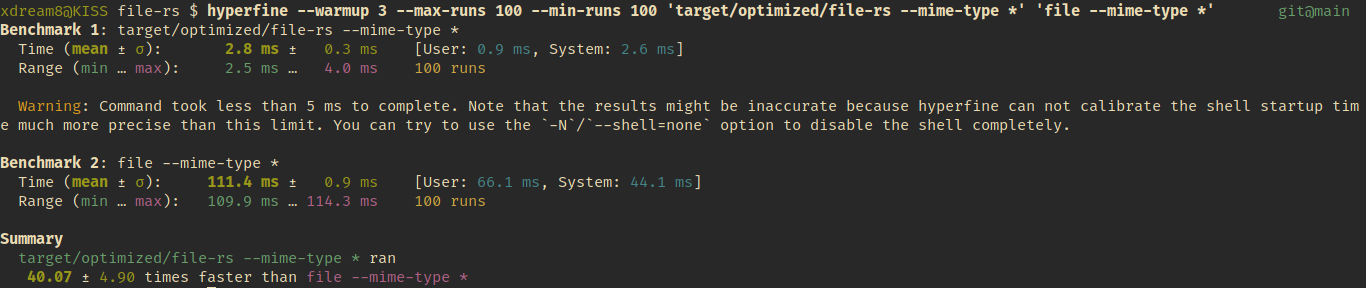 xdream8@KISS file-rs $ hyperfine --warmup 3 --max-runs 100 --min-runs 100 'target/optimized/file-rs --mime-type *' 'file --mime-type *' git@main
Benchmark 1: target/optimized/file-rs --mime-type *
Time (mean ± σ): 2.8 ms ± 0.3 ms [User: 0.9 ms, System: 2.6 ms]
Range (min … max): 2.5 ms … 4.0 ms 100 runs
Warning: Command took less than 5 ms to complete. Note that the results might be inaccurate because hyperfine can not calibrate the shell startup tim
e much more precise than this limit. You can try to use the `-N`/`--shell=none` option to disable the shell completely.
Benchmark 2: file --mime-type *
Time (mean ± σ): 111.4 ms ± 0.9 ms [User: 66.1 ms, System: 44.1 ms]
Range (min … max): 109.9 ms … 114.3 ms 100 runs
Summary
target/optimized/file-rs --mime-type * ran
40.07 ± 4.90 times faster than file --mime-type *